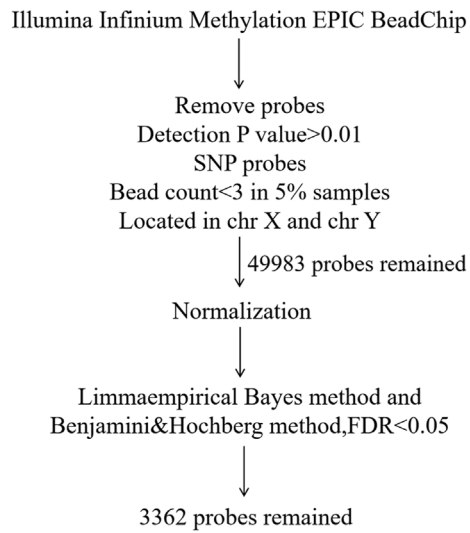 Illumina Infinium Methylation EPIC BeadChip
Remove probes
Detection P value>0.01
SNP probes
Bead count<3 in 5% samples
Located in chr X and chr Y
49983 probes remained
Normalization
Limmaempirical Bayes method and
Benjamini&Hochberg method,FDR<0.05
3362 probes remained